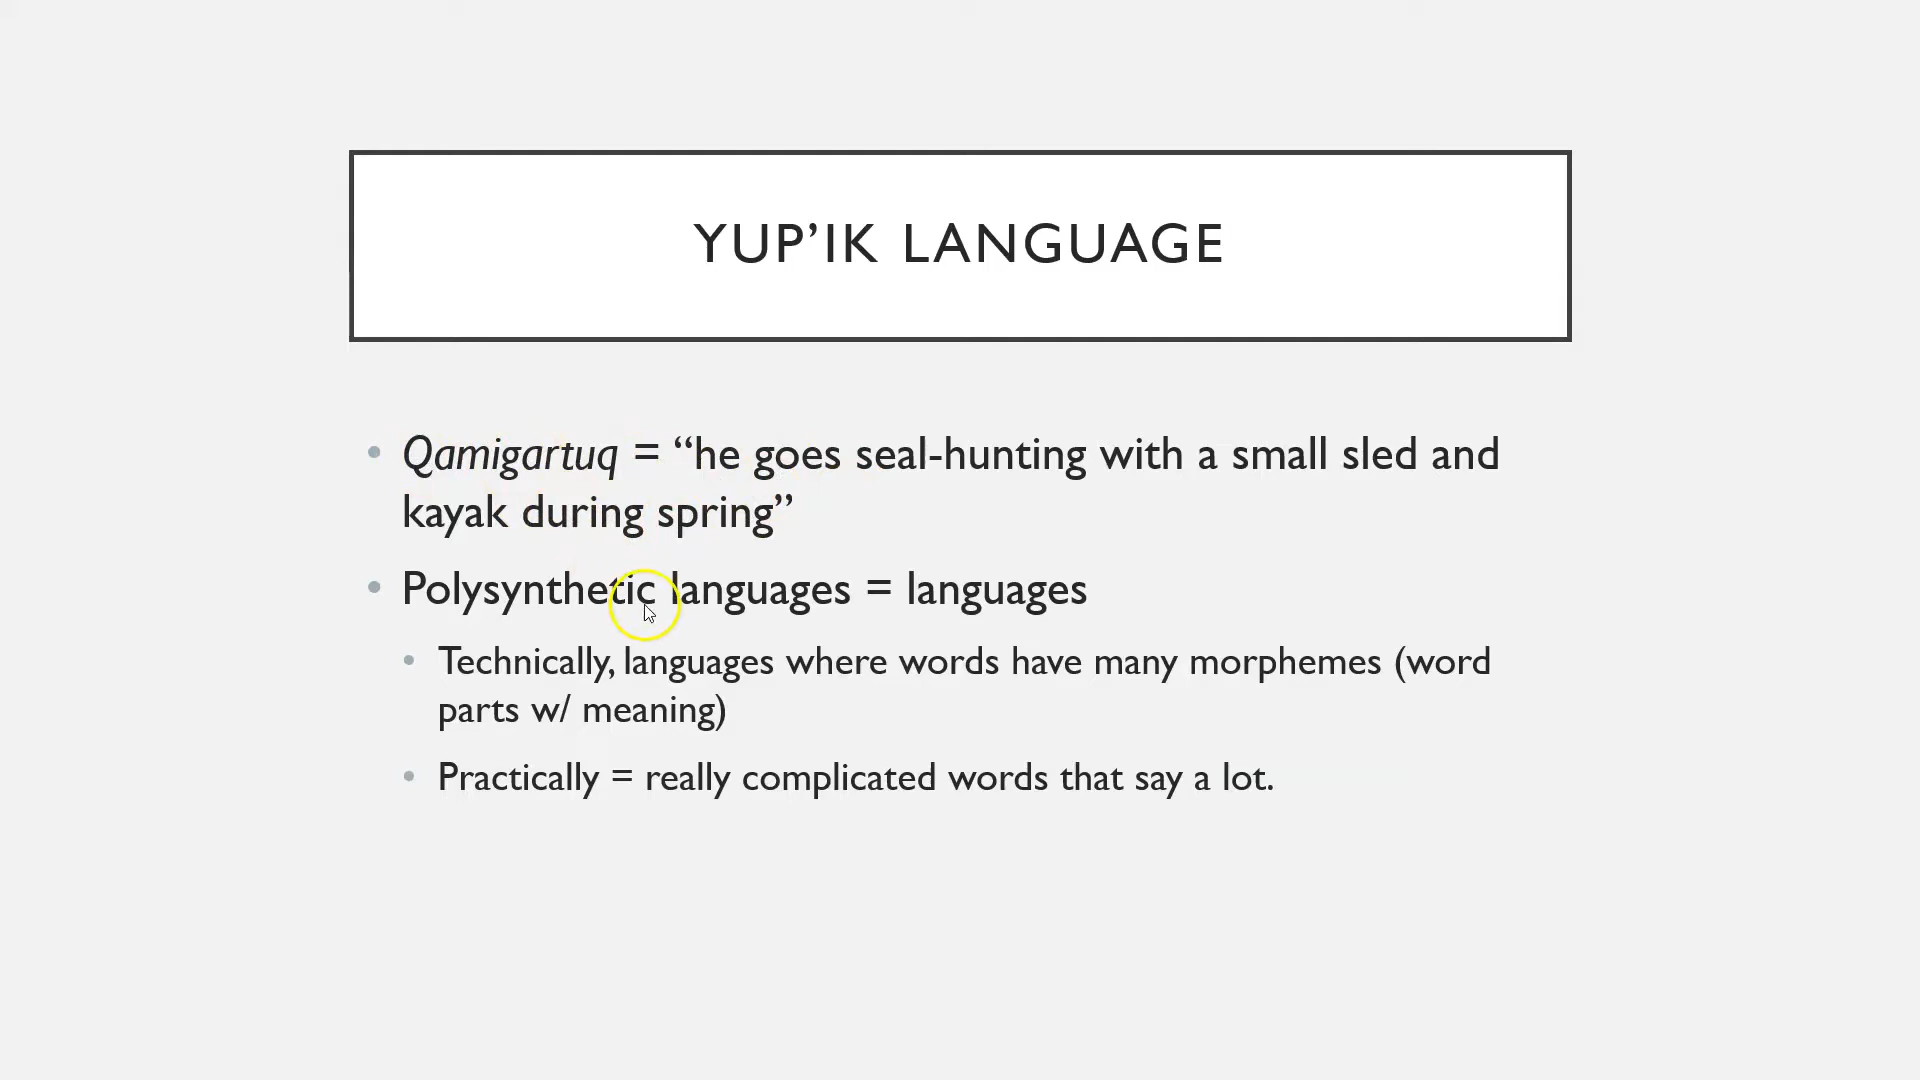 YUP’IK LANGUAGE
• Qamigartuq = “he goes seal-hunting with a small sled and
kayak during spring”
• Polysynthetic languages = languages
• Technically, languages where words have many morphemes (word
parts w/ meaning)
• Practically = really complicated words that say a lot.